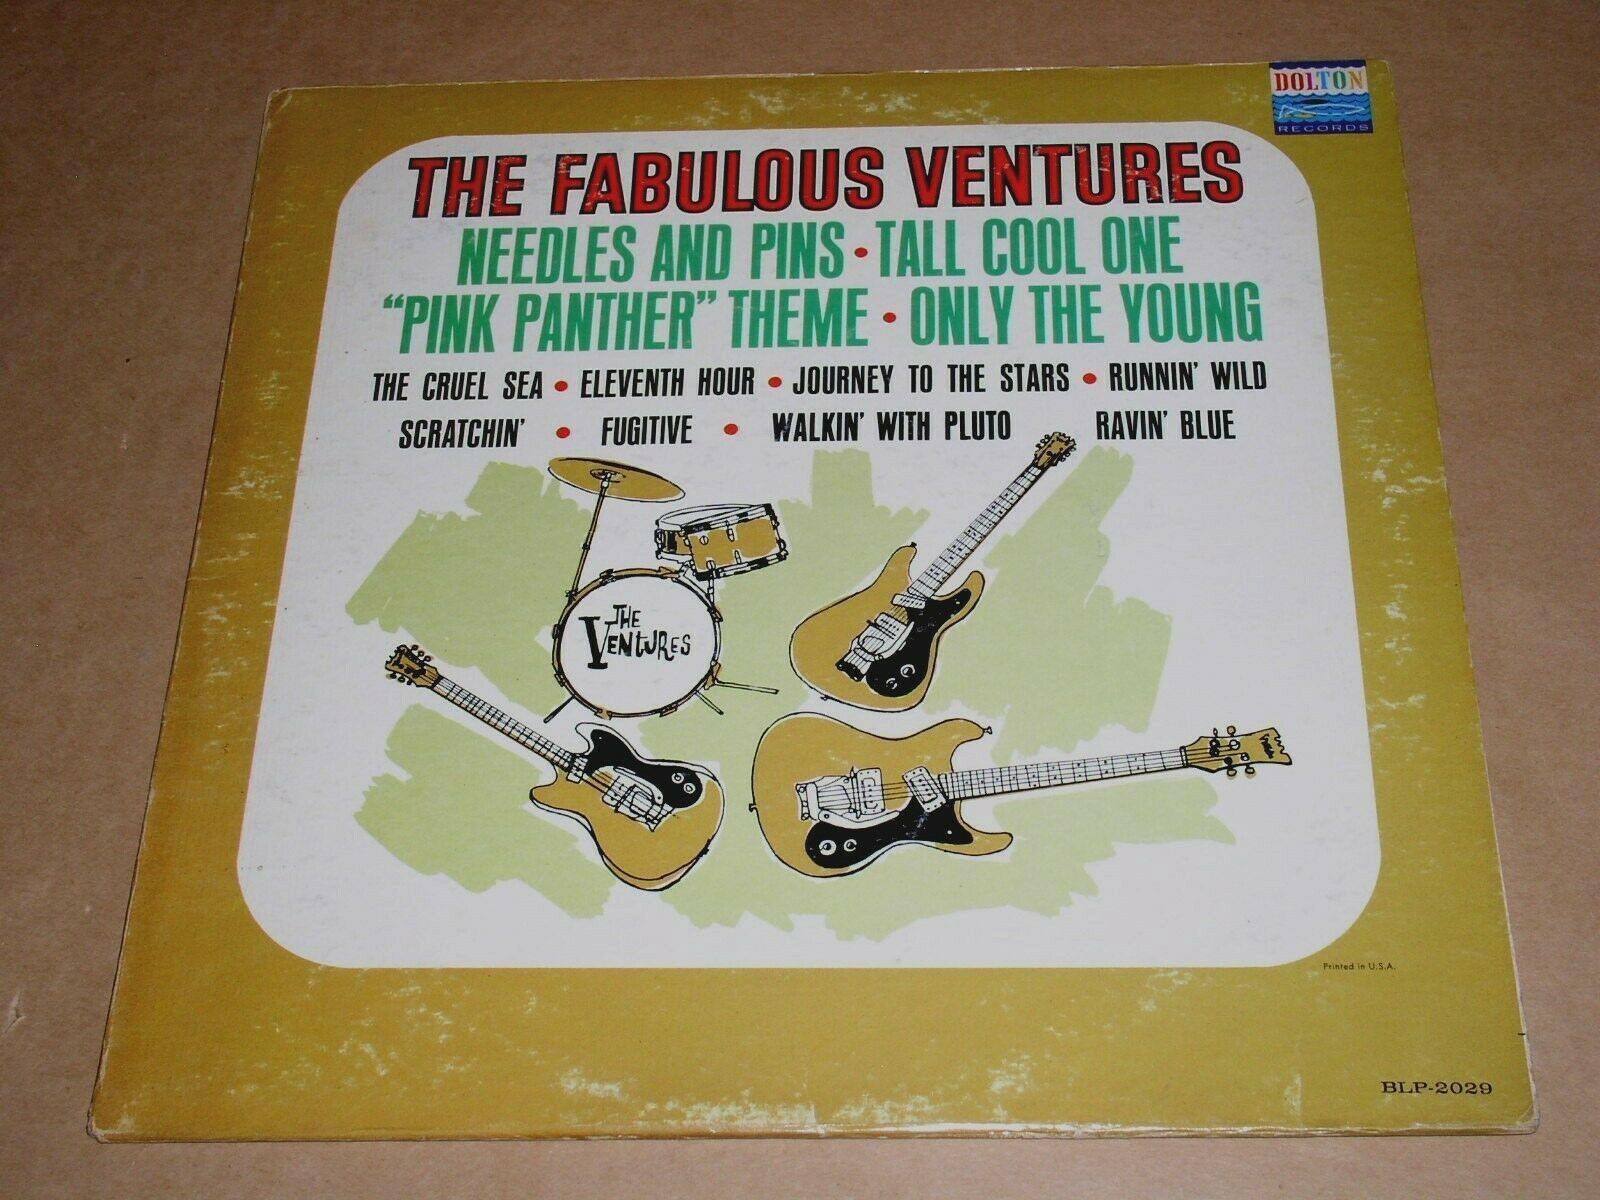 DOLTON
RECORDS
THE FABULOUS VENTURES
NEEDLES AND PINS • TALL COOL ONE
“PINK PANTHER” THEME • ONLY THE YOUNG
THE CRUEL SEA • ELEVENTH HOUR • JOURNEY TO THE STARS • RUNNIN' WILD
SCRATCHIN' • FUGITIVE • WALKIN' WITH PLUTO RAVIN' BLUE
THE
VENTURES
Printed in U.S.A.
BLP-2029